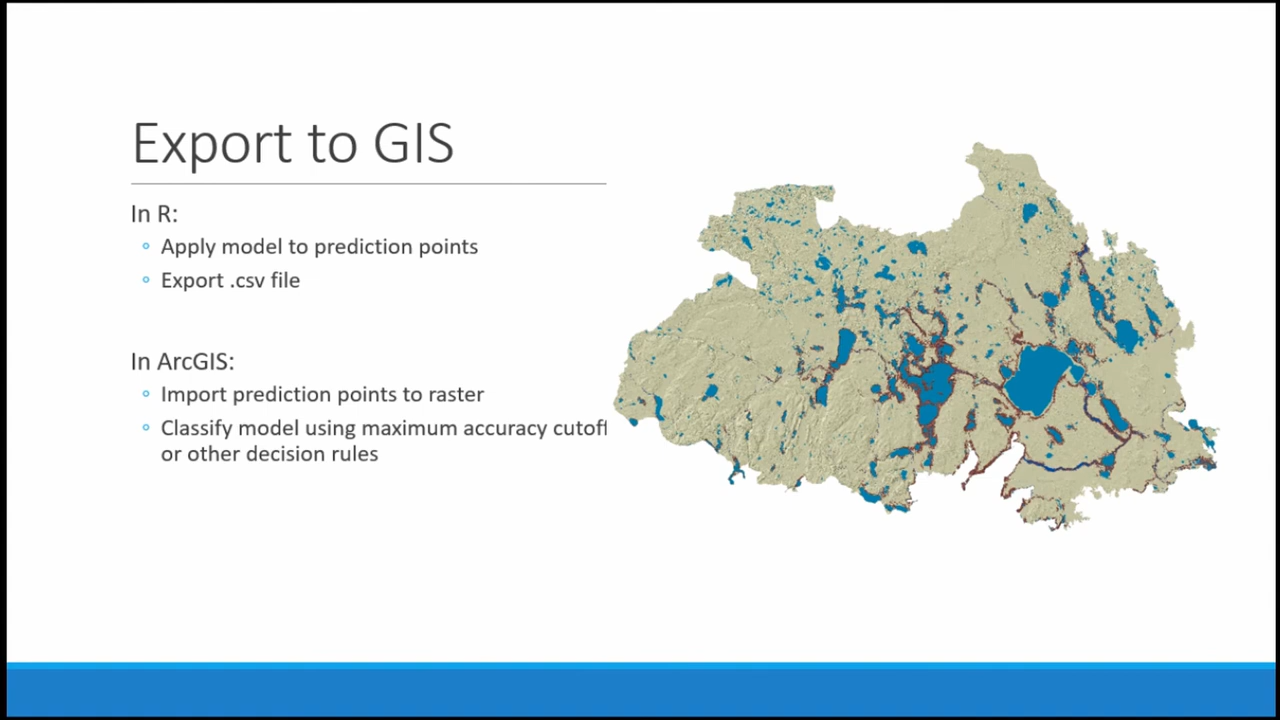 Export to GIS
In R:
Apply model to prediction points
Export .csv file
In ArcGIS:
Import prediction points to raster
Classify model using maximum accuracy cutoff
or other decision rules